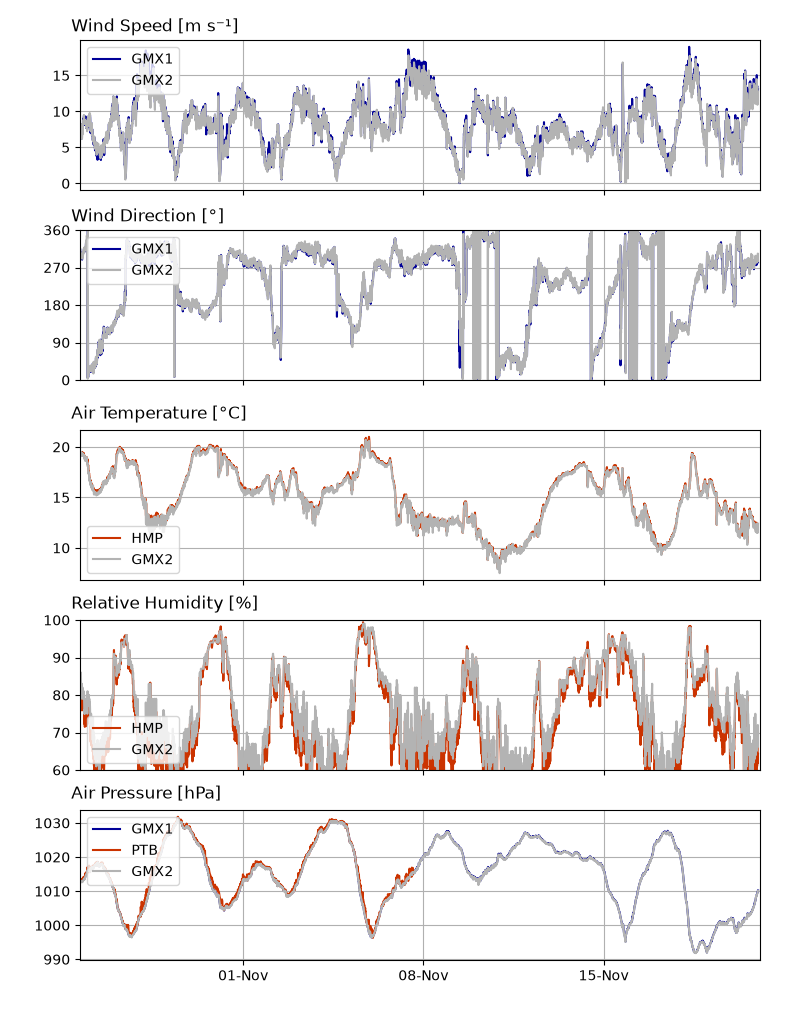 Wind Speed [m s⁻¹]
GMX1
GMX2
15
10
5
0
Wind Direction [°]
360
GMX1
GMX2
270
180
90
0
Air Temperature [°C]
20
15
10
HMP
GMX2
Relative Humidity [%]
100
90
80
70
HMP
GMX2
60
Air Pressure [hPa]
1030
GMX1
PTB
GMX2
1020
1010
1000
990
01-Nov 08-Nov 15-Nov